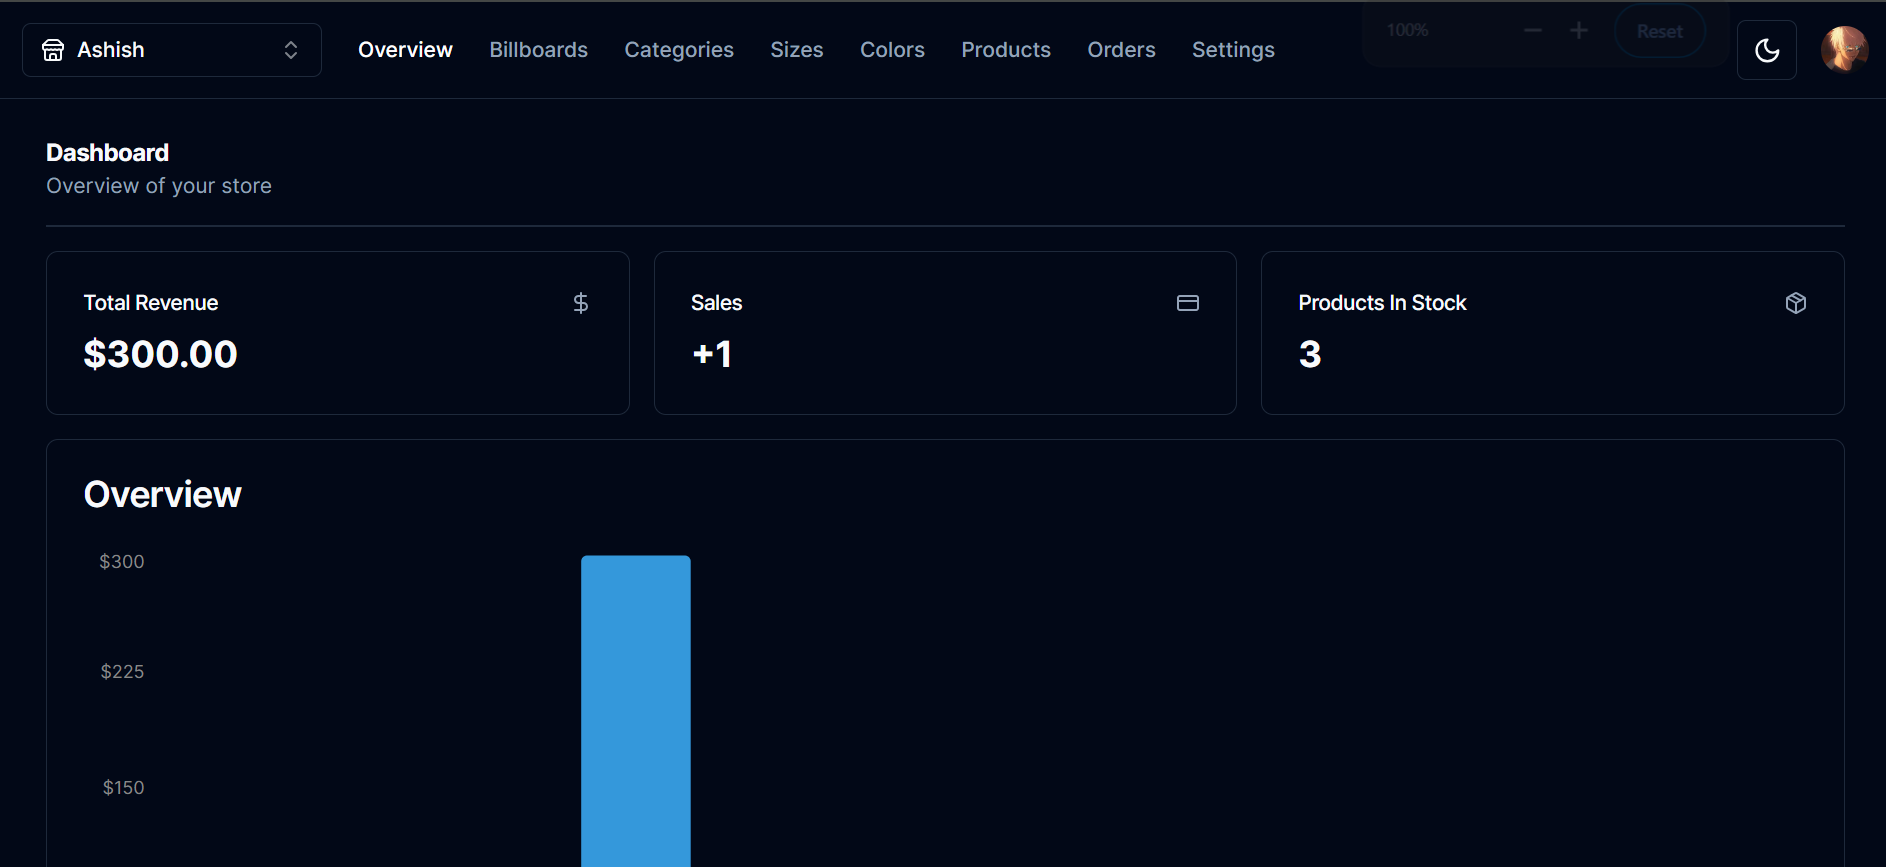 Ashish
Overview Billboards Categories Sizes Colors Products Orders Settings
100%
Reset
Dashboard
Overview of your store
Total Revenue
$300.00
Sales
+1
Products In Stock
3
Overview
$300
$225
$150